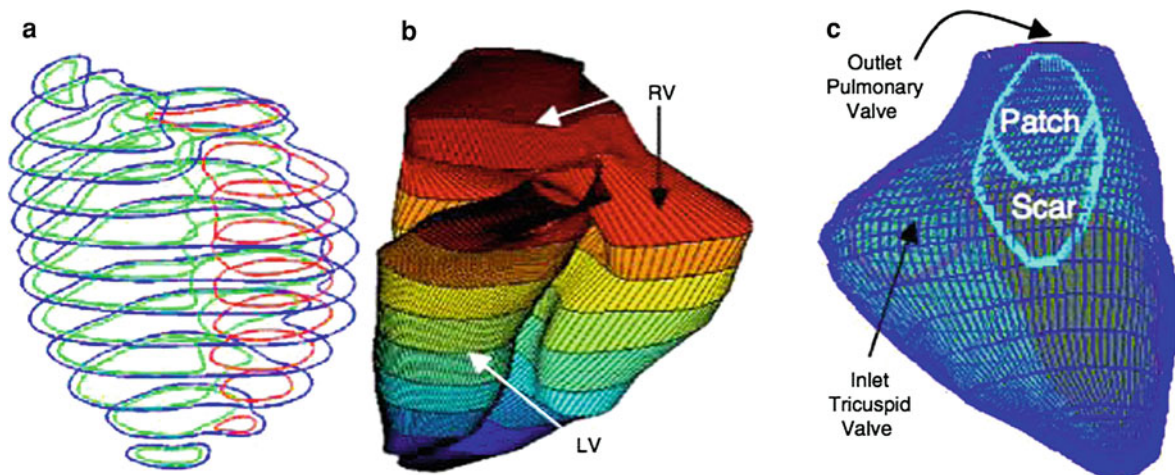 a
b
RV
LV
c
Outlet
Pulmonary
Valve
Patch
Scar
Inlet
Tricuspid
Valve